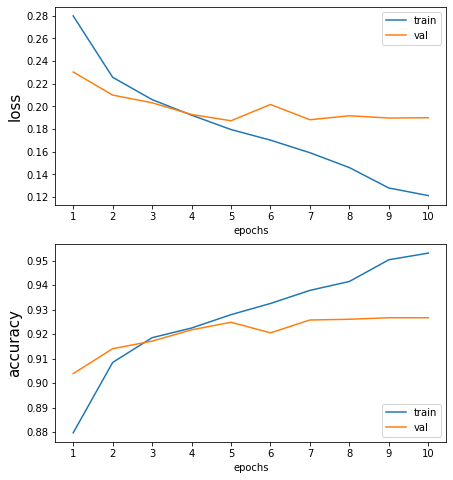 0.28
0.26
0.24
0.22
0.20
0.18
0.16
0.14
0.12
loss
train
val
1 2 3 4 5 6 7 8 9 10
epochs
0.95
0.94
0.93
0.92
0.91
0.90
0.89
0.88
accuracy
train
val
1 2 3 4 5 6 7 8 9 10
epochs